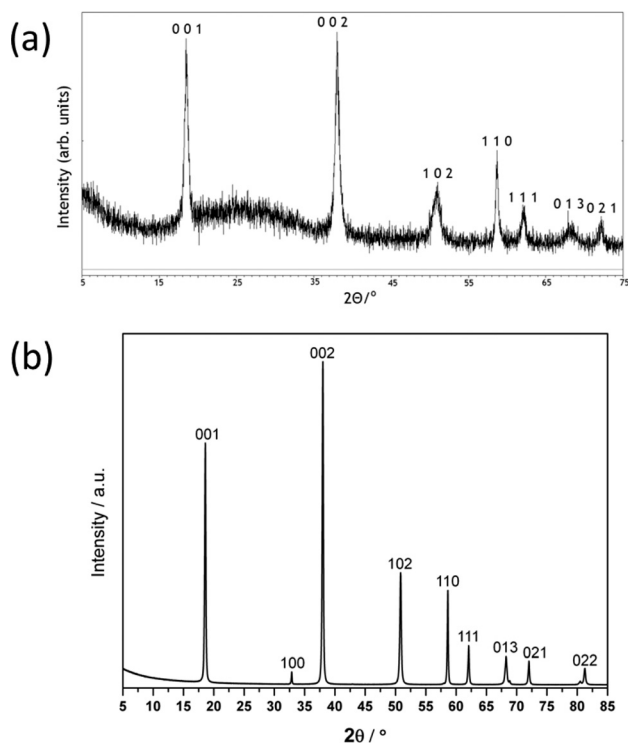 (a)
0 0 1
0 0 2
1 0 2
1 1 0
1 1 1
0 1 3
0 2 1
Intensity (arb. units)
5 15 25 35 45 55 65 75
2Θ/°
(b)
002
001
102
110
100
111
013
021
022
Intensity / a.u.
5 10 15 20 25 30 35 40 45 50 55 60 65 70 75 80 85
2θ / °